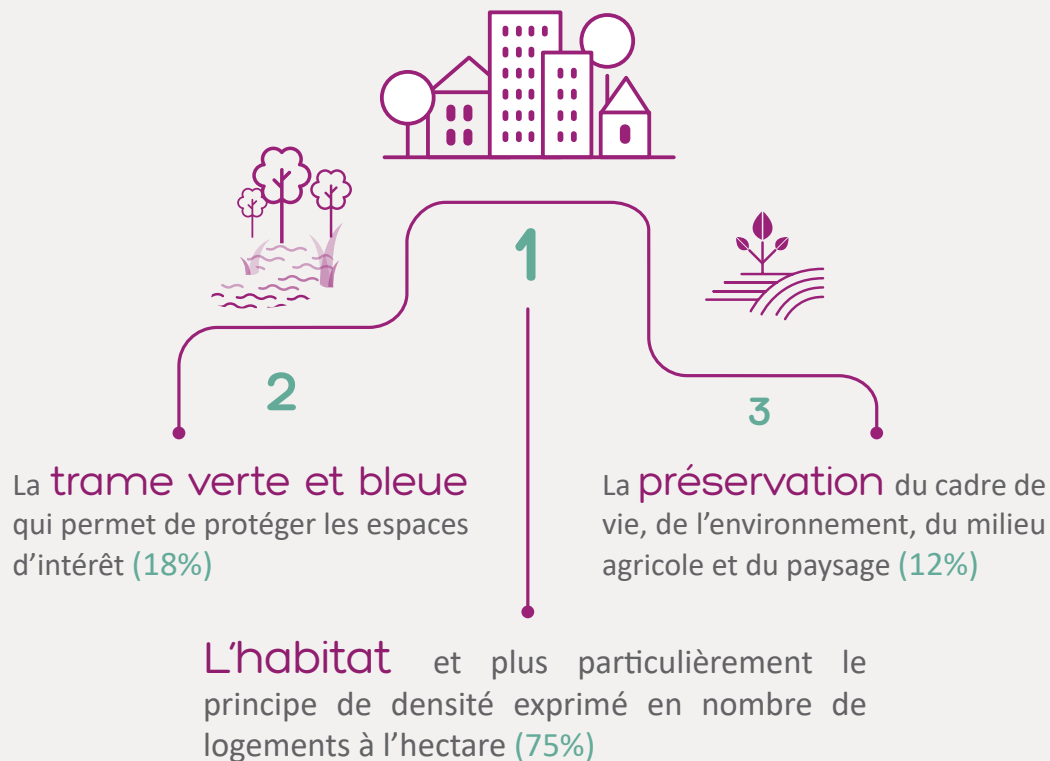 1
2
3
La trame verte et bleue
qui permet de protéger les espaces
d’intérêt (18%)
La préservation du cadre de
vie, de l’environnement, du milieu
agricole et du paysage (12%)
L’habitat et plus particulièrement le
principe de densité exprimé en nombre de
logements à l’hectare (75%)